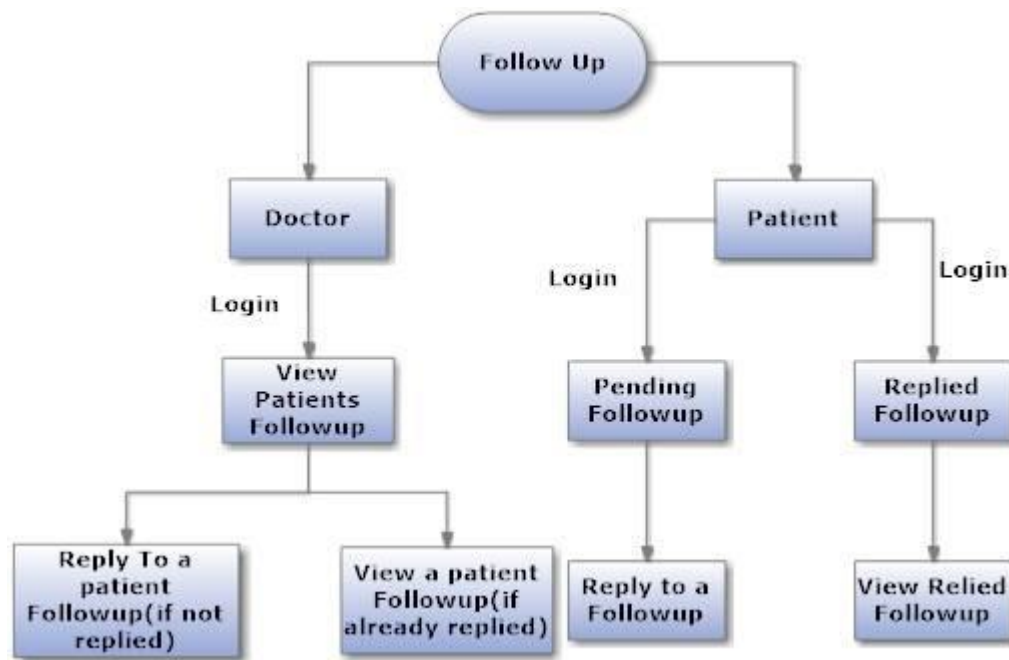 Follow Up
Doctor
Patient
Login
Login
Login
View
Patients
Followup
Pending
Followup
Replied
Followup
Reply To a
patient
Followup(if not
replied)
View a patient
Followup(if
already replied)
Reply to a
Followup
View Relied
Followup